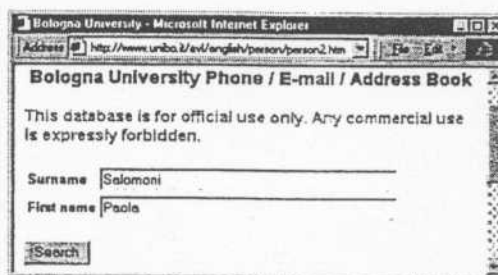 Bologna University - Microsoft Internet Explorer
Address http://www.unibo.it/avl/english/person/person2.htm File Edit
Bologna University Phone / E-mail / Address Book
This database is for official use only. Any commercial use
is expressly forbidden.
Surname Salomoni
First name Paola
Search